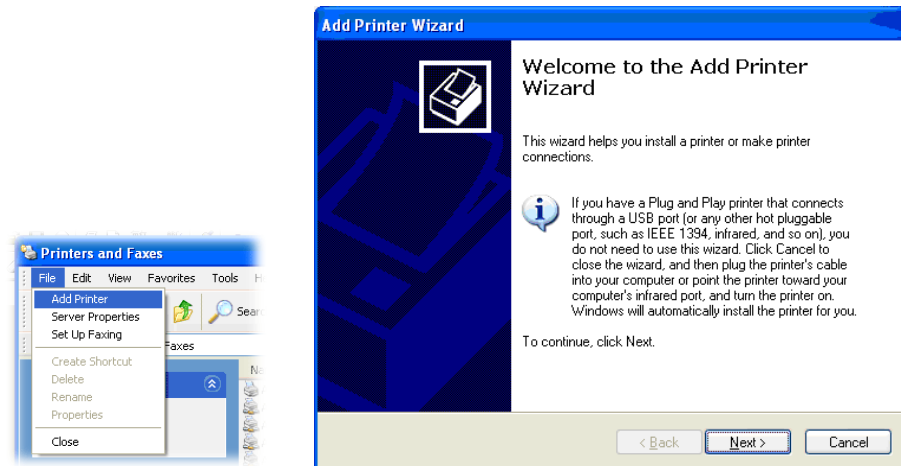 Printers and Faxes
File Edit View Favorites Tools
Add Printer
Server Properties
Set Up Faxing
Create Shortcut
Delete
Rename
Properties
Close
Faxes
Add Printer Wizard
Welcome to the Add Printer
Wizard
This wizard helps you install a printer or make printer
connections.
If you have a Plug and Play printer that connects
through a USB port (or any other hot pluggable
port, such as IEEE 1394, infrared, and so on), you
do not need to use this wizard. Click Cancel to
close the wizard, and then plug the printer's cable
into your computer or point the printer toward your
computer's infrared port, and turn the printer on.
Windows will automatically install the printer for you.
To continue, click Next.
< Back Next > Cancel